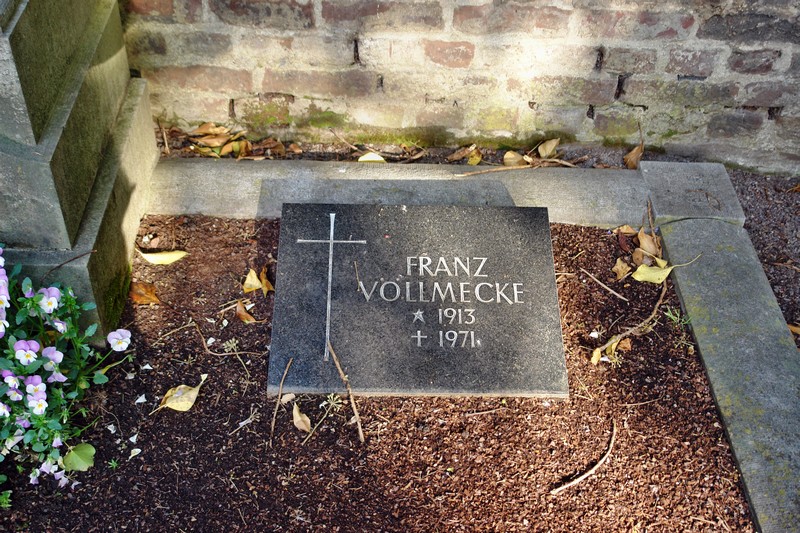 FRANZ
VOLLMECKE
* 1913
† 1971